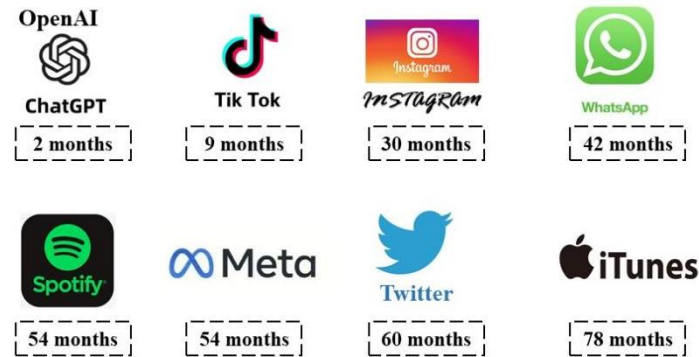 OpenAI
ChatGPT
Tik Tok
Instagram
INSTAGRAM
WhatsApp
2 months
9 months
30 months
42 months
Spotify
Meta
Twitter
iTunes
54 months
54 months
60 months
78 months